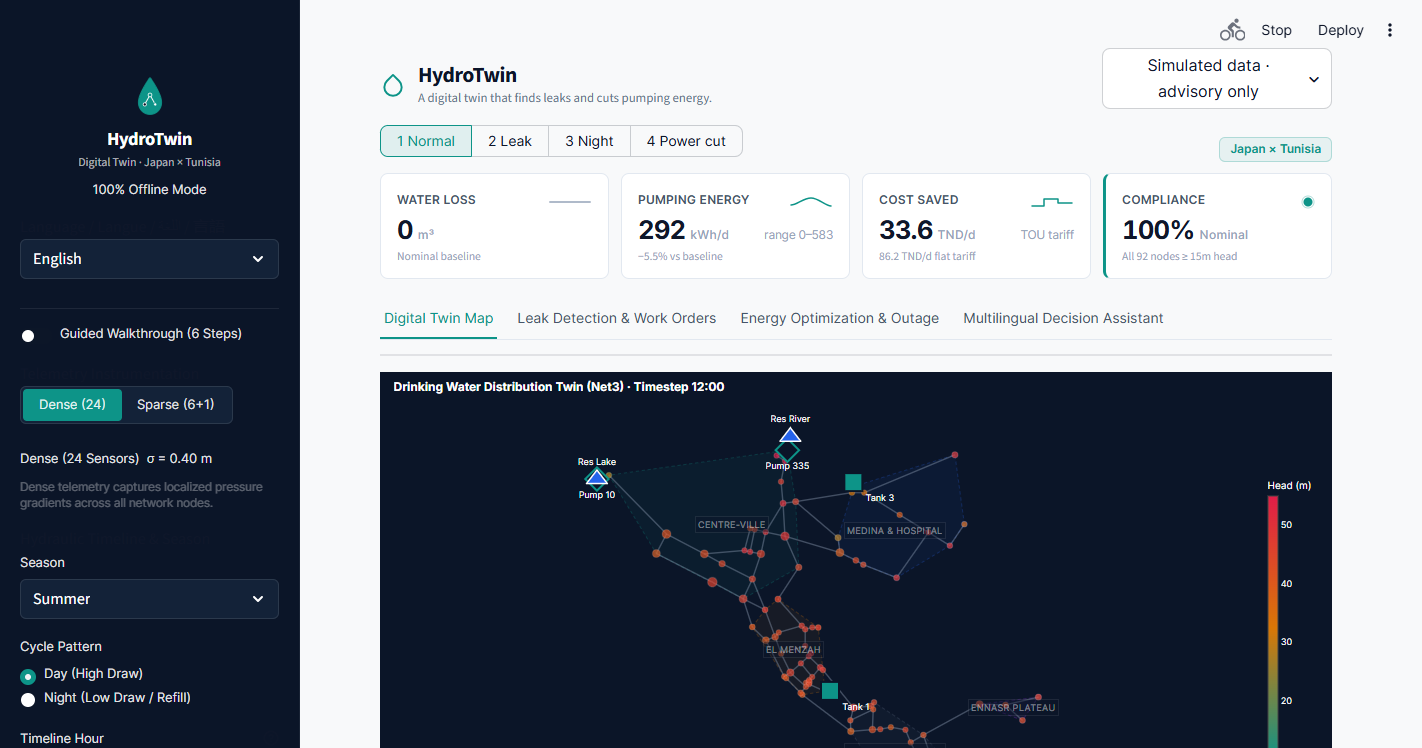 Stop
Deploy
HydroTwin
Digital Twin · Japan × Tunisia
100% Offline Mode
English
Guided Walkthrough (6 Steps)
Dense (24)
Sparse (6+1)
Dense (24 Sensors) σ = 0.40 m
Dense telemetry captures localized pressure
gradients across all network nodes.
Season
Summer
Cycle Pattern
Day (High Draw)
Night (Low Draw / Refill)
Timeline Hour
HydroTwin
A digital twin that finds leaks and cuts pumping energy.
Simulated data ·
advisory only
1 Normal
2 Leak
3 Night
4 Power cut
Japan × Tunisia
WATER LOSS
0 m³
Nominal baseline
PUMPING ENERGY
292 kWh/d
range 0–583
−5.5% vs baseline
COST SAVED
33.6 TND/d
TOU tariff
86.2 TND/d flat tariff
COMPLIANCE
100% Nominal
All 92 nodes ≥ 15m head
Digital Twin Map
Leak Detection & Work Orders
Energy Optimization & Outage
Multilingual Decision Assistant
Drinking Water Distribution Twin (Net3) · Timestep 12:00
Res River
Pump 335
Res Lake
Pump 10
Tank 3
CENTRE-VILLE
MEDINA & HOSPITAL
EL MENZAH
Tank 1
ENNASR PLATEAU
Head (m)
50
40
30
20